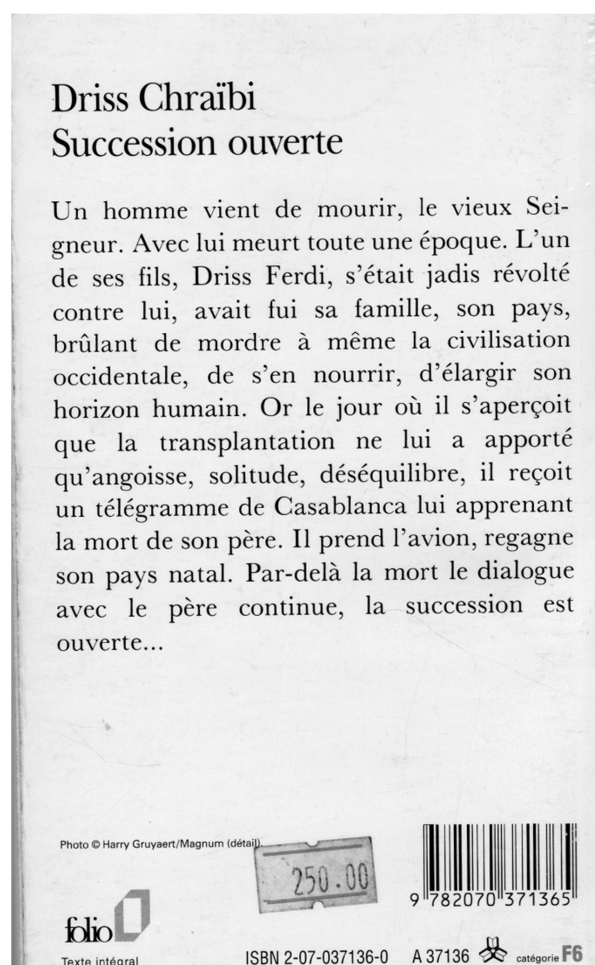 Driss Chraïbi
Succession ouverte
Un homme vient de mourir, le vieux Sei-
gneur. Avec lui meurt toute une époque. L'un
de ses fils, Driss Ferdi, s'était jadis révolté
contre lui, avait fui sa famille, son pays,
brûlant de mordre à même la civilisation
occidentale, de s'en nourrir, d'élargir son
horizon humain. Or le jour où il s'aperçoit
que la transplantation ne lui a apporté
qu'angoisse, solitude, déséquilibre, il reçoit
un télégramme de Casablanca lui apprenant
la mort de son père. Il prend l'avion, regagne
son pays natal. Par-delà la mort le dialogue
avec le père continue, la succession est
ouverte...
Photo © Harry Gruyaert/Magnum (détail).
250.00
9 782070 371365
folio
Texte intégral
ISBN 2-07-037136-0 A 37136 catégorie F6